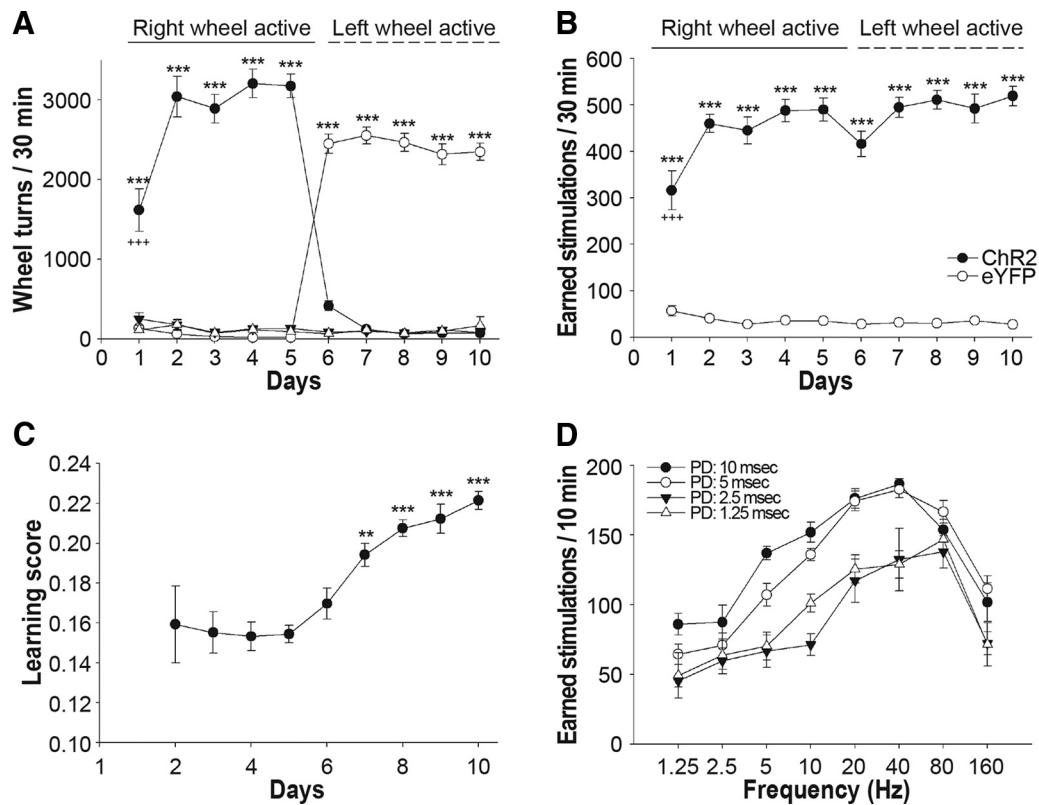 A
Right wheel active
Left wheel active
Wheel turns / 30 min
3000
2000
1000
0
***
***
***
***
***
***
***
***
***
***
+++
0 1 2 3 4 5 6 7 8 9 10
Days
B
Right wheel active
Left wheel active
Earned stimulations / 30 min
600
500
400
300
200
100
0
***
***
***
***
***
***
***
***
***
***
+++
ChR2
eYFP
0 1 2 3 4 5 6 7 8 9 10
Days
C
Learning score
0.24
0.22
0.20
0.18
0.16
0.14
0.12
0.10
**
***
***
***
1 2 4 6 8 10
Days
D
Earned stimulations / 10 min
200
150
100
50
0
PD: 10 msec
PD: 5 msec
PD: 2.5 msec
PD: 1.25 msec
1.25 2.5 5 10 20 40 80 160
Frequency (Hz)